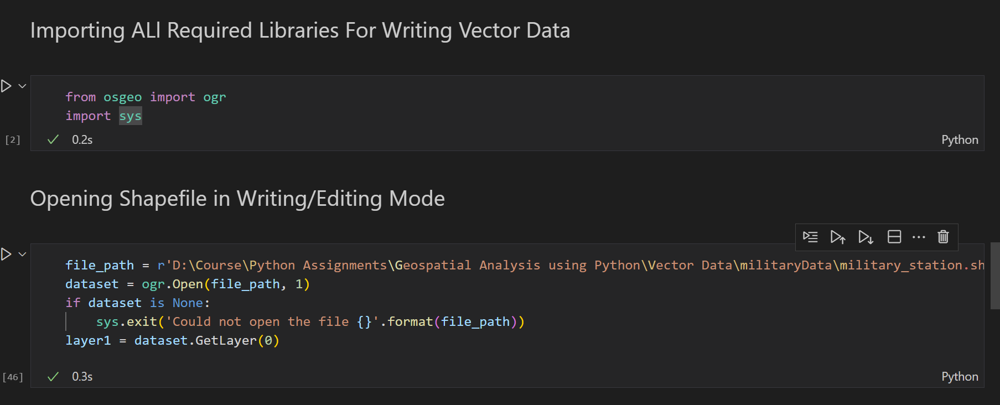 Importing ALl Required Libraries For Writing Vector Data
from osgeo import ogr
import sys
[2]
0.2s
Python
Opening Shapefile in Writing/Editing Mode
file_path = r'D:\Course\Python Assignments\Geospatial Analysis using Python\Vector Data\militaryData\military_station.sh
dataset = ogr.Open(file_path, 1)
if dataset is None:
    sys.exit('Could not open the file {}'.format(file_path))
layer1 = dataset.GetLayer(0)
[46]
0.3s
Python